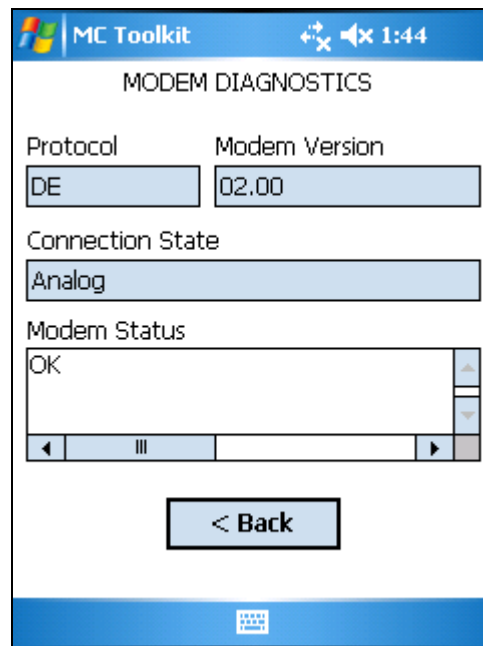 MC Toolkit 1:44
MODEM DIAGNOSTICS
Protocol Modem Version
DE 02.00
Connection State
Analog
Modem Status
OK
< Back